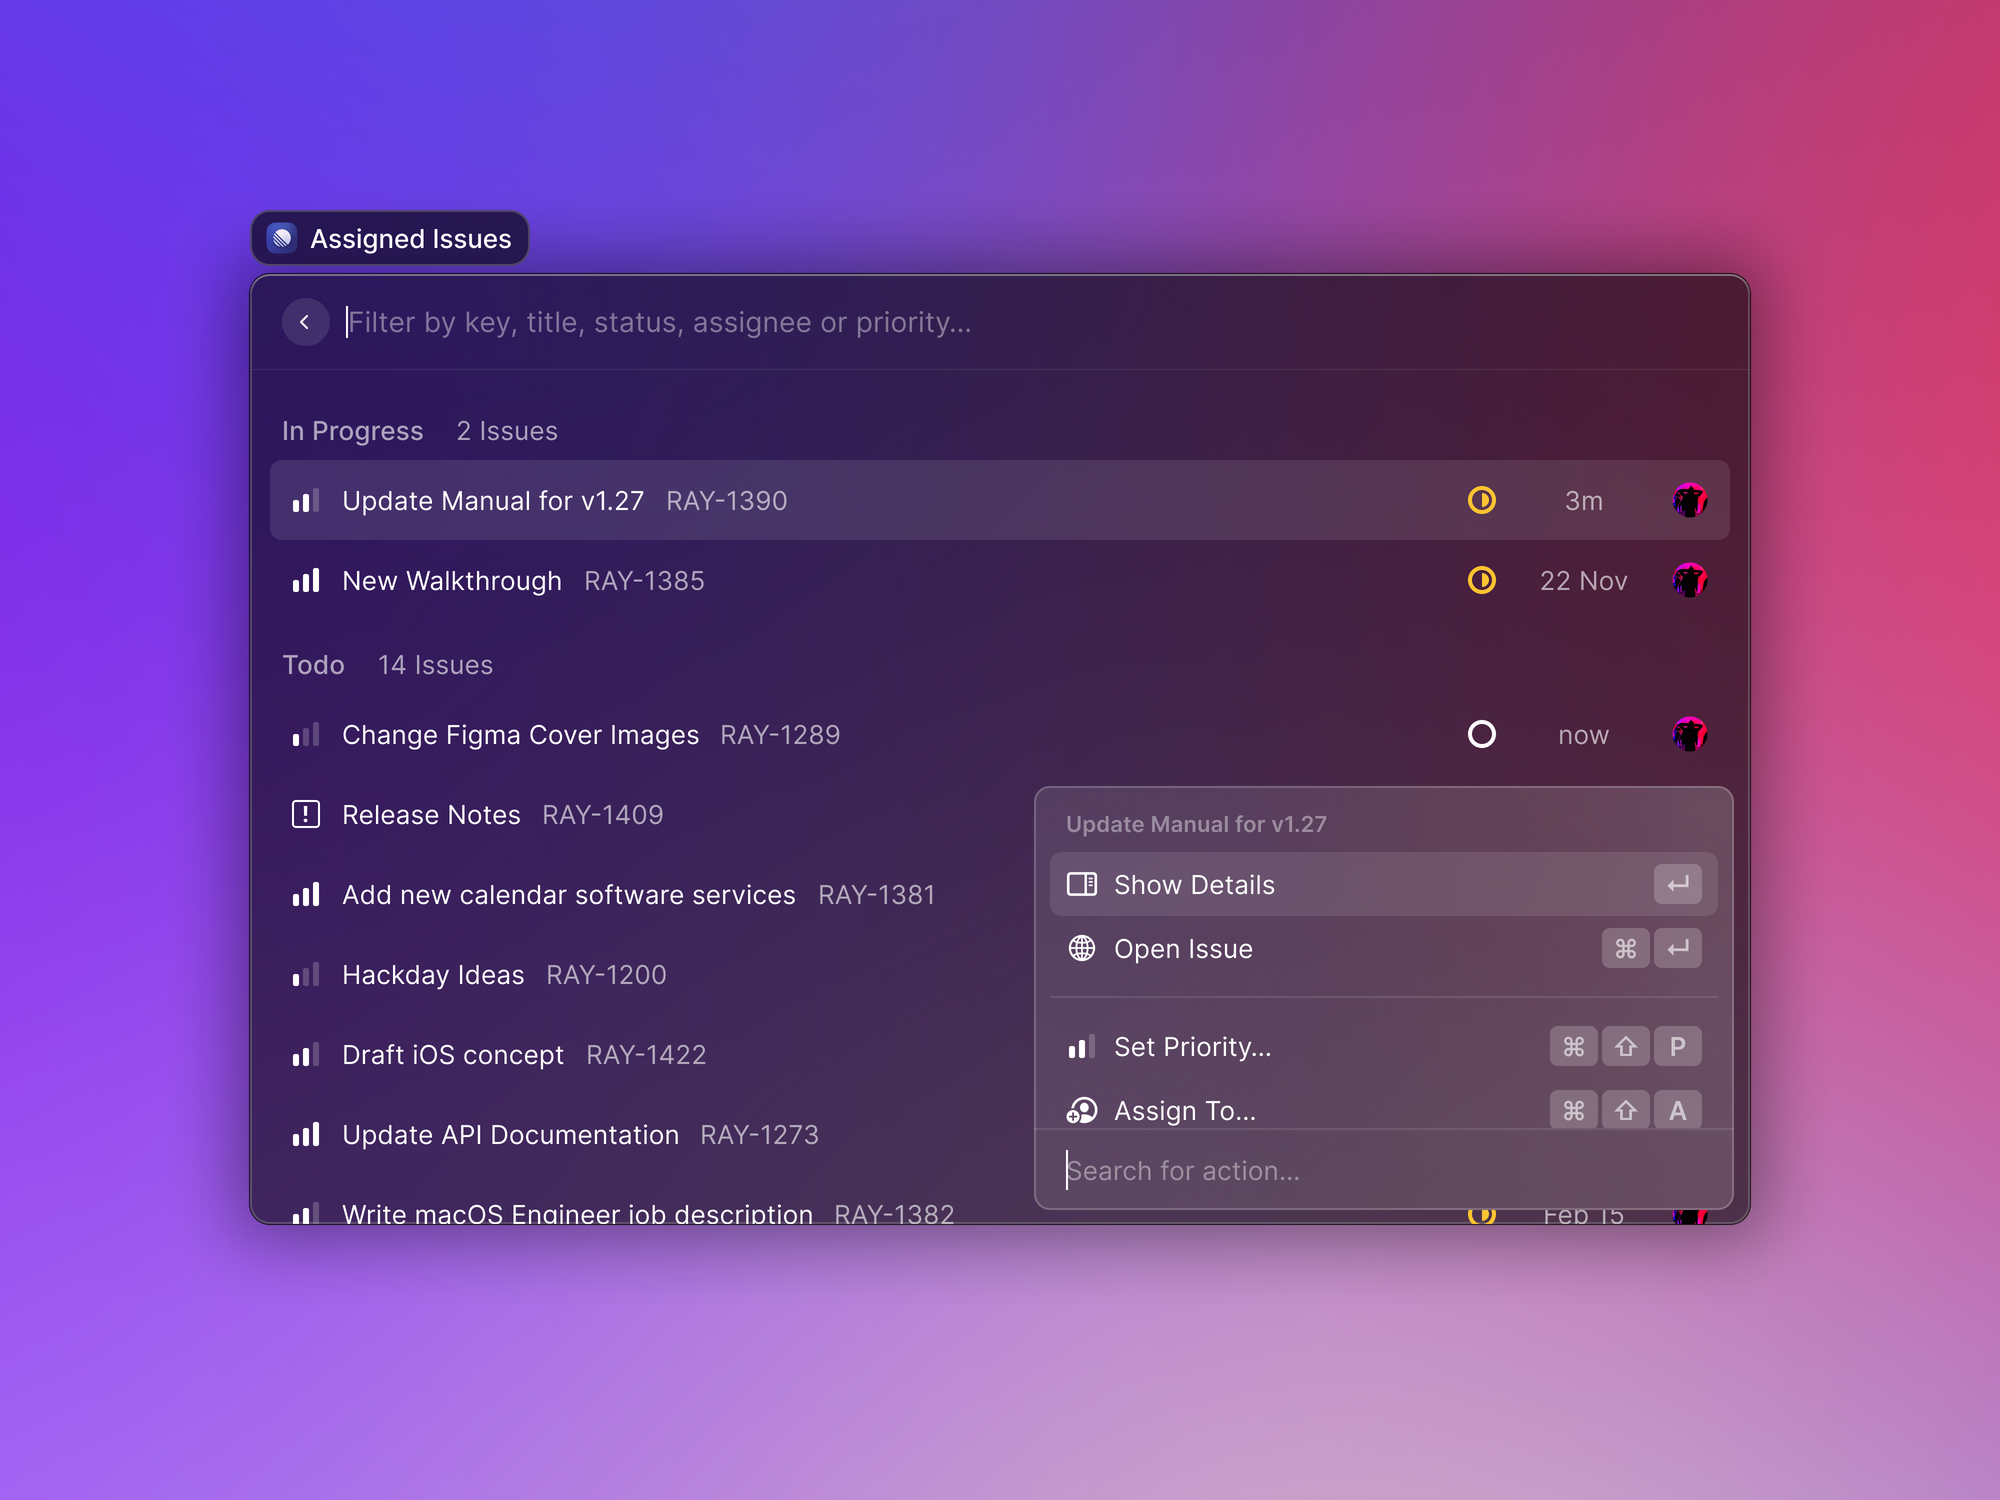 Assigned Issues
Filter by key, title, status, assignee or priority...
In Progress 2 Issues
Update Manual for v1.27 RAY-1390 3m
New Walkthrough RAY-1385 22 Nov
Todo 14 Issues
Change Figma Cover Images RAY-1289 now
Release Notes RAY-1409
Add new calendar software services RAY-1381
Hackday Ideas RAY-1200
Draft iOS concept RAY-1422
Update API Documentation RAY-1273
Write macOS Engineer job description RAY-1382 Feb 15
Update Manual for v1.27
Show Details ↵
Open Issue ⌘ ↵
Set Priority... ⌘ ⇧ P
Assign To... ⌘ ⇧ A
Search for action...